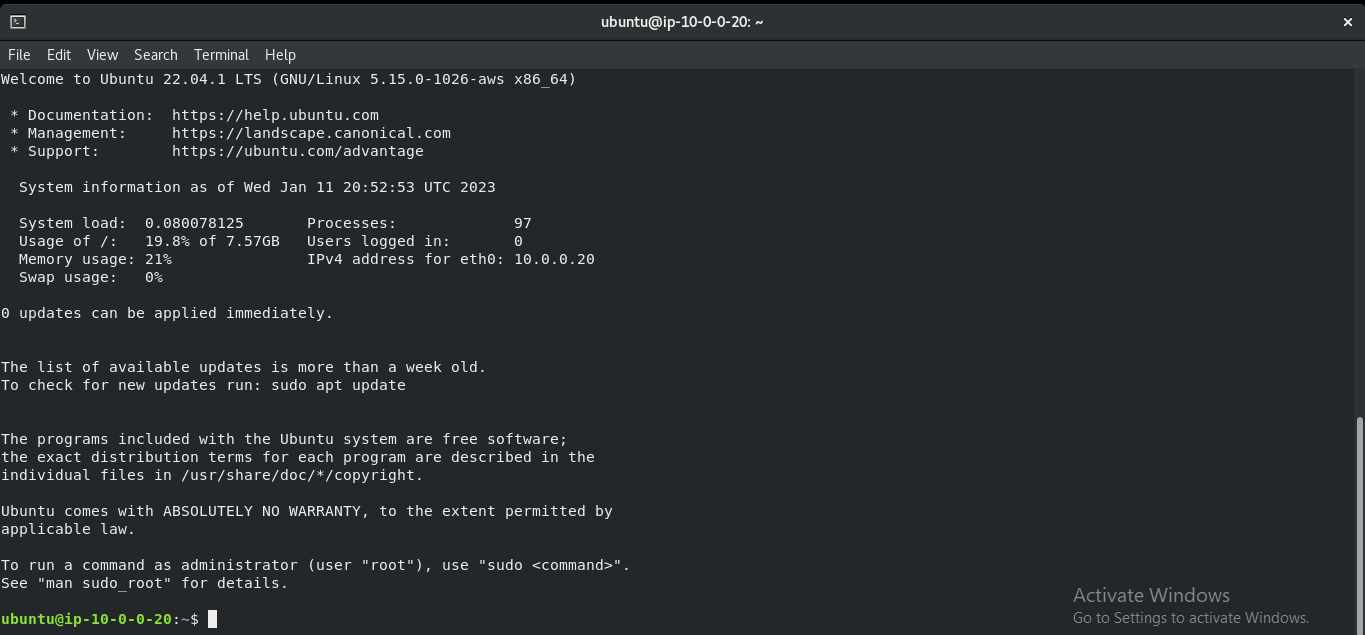 ubuntu@ip-10-0-0-20: ~
File Edit View Search Terminal Help
Welcome to Ubuntu 22.04.1 LTS (GNU/Linux 5.15.0-1026-aws x86_64)
* Documentation:  https://help.ubuntu.com
* Management:     https://landscape.canonical.com
* Support:        https://ubuntu.com/advantage
System information as of Wed Jan 11 20:52:53 UTC 2023
System load:  0.080078125       Processes:             97
Usage of /:   19.8% of 7.57GB   Users logged in:       0
Memory usage: 21%               IPv4 address for eth0: 10.0.0.20
Swap usage:   0%
0 updates can be applied immediately.
The list of available updates is more than a week old.
To check for new updates run: sudo apt update
The programs included with the Ubuntu system are free software;
the exact distribution terms for each program are described in the
individual files in /usr/share/doc/*/copyright.
Ubuntu comes with ABSOLUTELY NO WARRANTY, to the extent permitted by
applicable law.
To run a command as administrator (user "root"), use "sudo <command>".
See "man sudo_root" for details.
ubuntu@ip-10-0-0-20:~$
Activate Windows
Go to Settings to activate Windows.